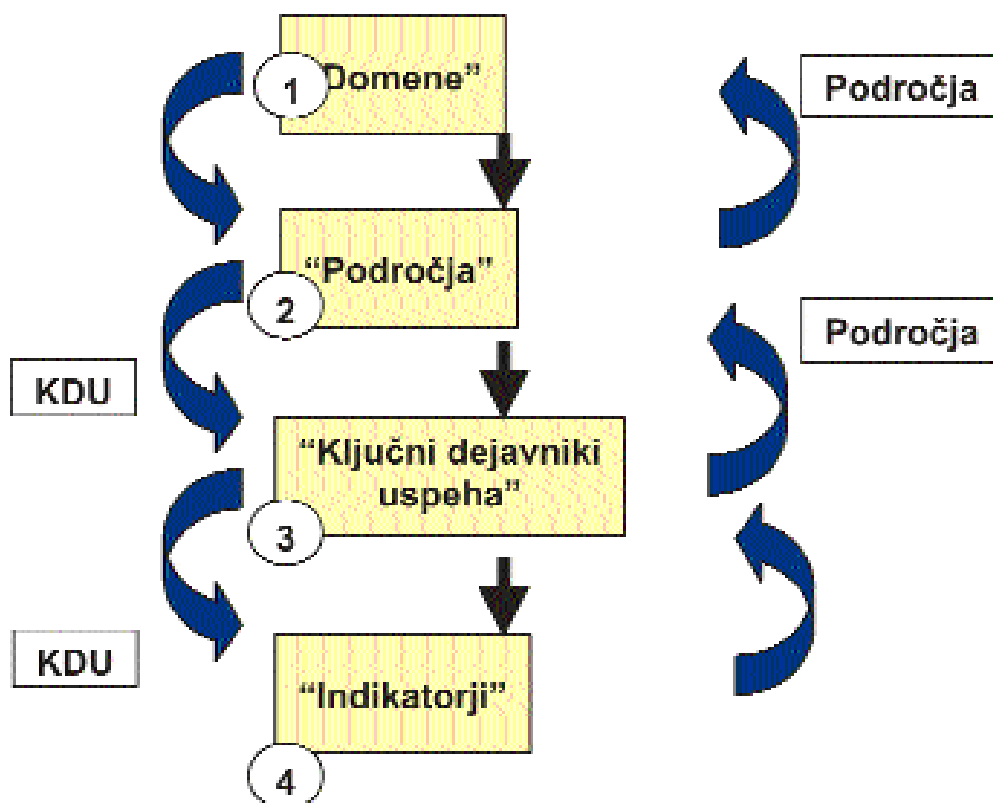 1
“Domene”
Področja
2
“Področja”
Področja
KDU
“Ključni dejavniki
uspeha”
3
KDU
“Indikatorji”
4